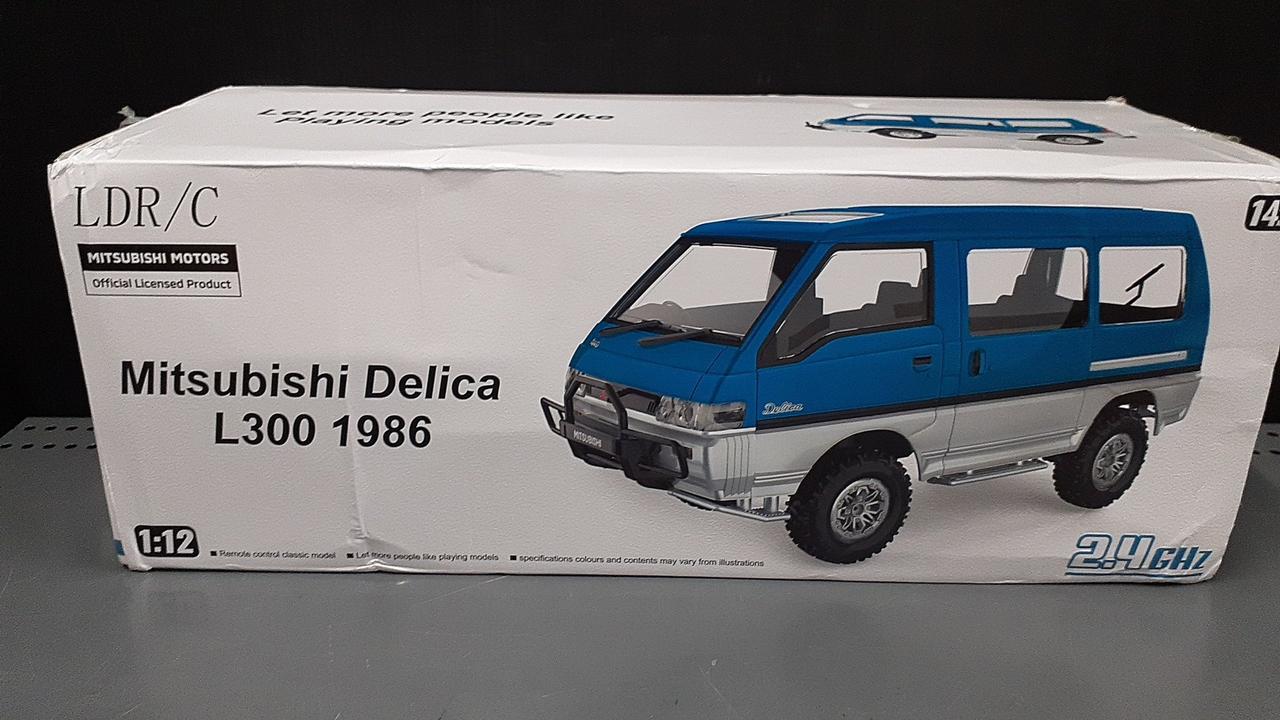 Let more people like
Playing models
LDR/C
MITSUBISHI MOTORS
Official Licensed Product
Mitsubishi Delica
L300 1986
Delica
MITSUBISHI
1:12
■ Remote control classic model ■ Let more people like playing models ■ specifications colours and contents may vary from illustrations
2.4GHz